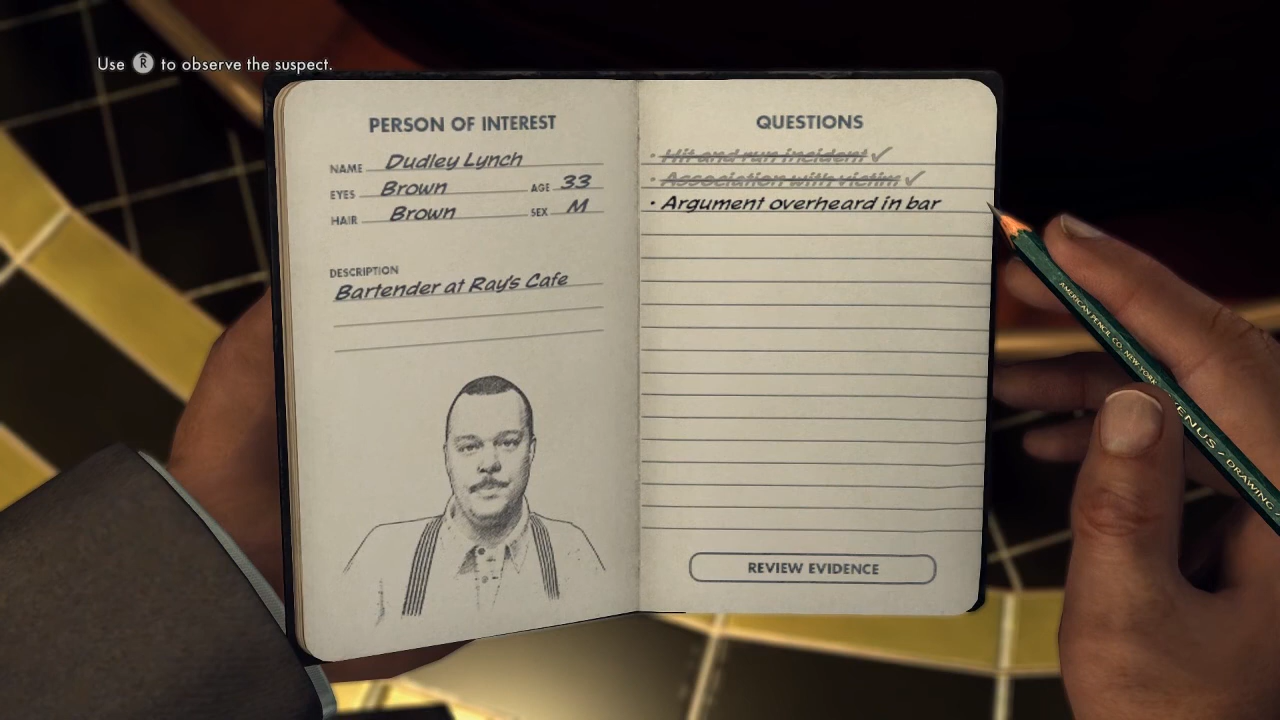 Use R to observe the suspect.
PERSON OF INTEREST
NAME Dudley Lynch
EYES Brown AGE 33
HAIR Brown SEX M
DESCRIPTION
Bartender at Ray's Cafe
QUESTIONS
· Hit and run incident ✓
· Association with victim ✓
· Argument overheard in bar
REVIEW EVIDENCE
AMERICAN PENCIL CO. NEW YORK VENUS / DRAWING